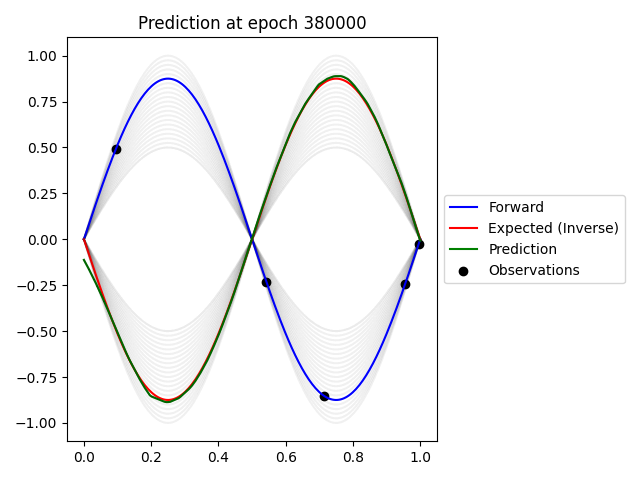 Prediction at epoch 380000
1.00
0.75
0.50
0.25
0.00
−0.25
−0.50
−0.75
−1.00
0.0 0.2 0.4 0.6 0.8 1.0
Forward
Expected (Inverse)
Prediction
Observations